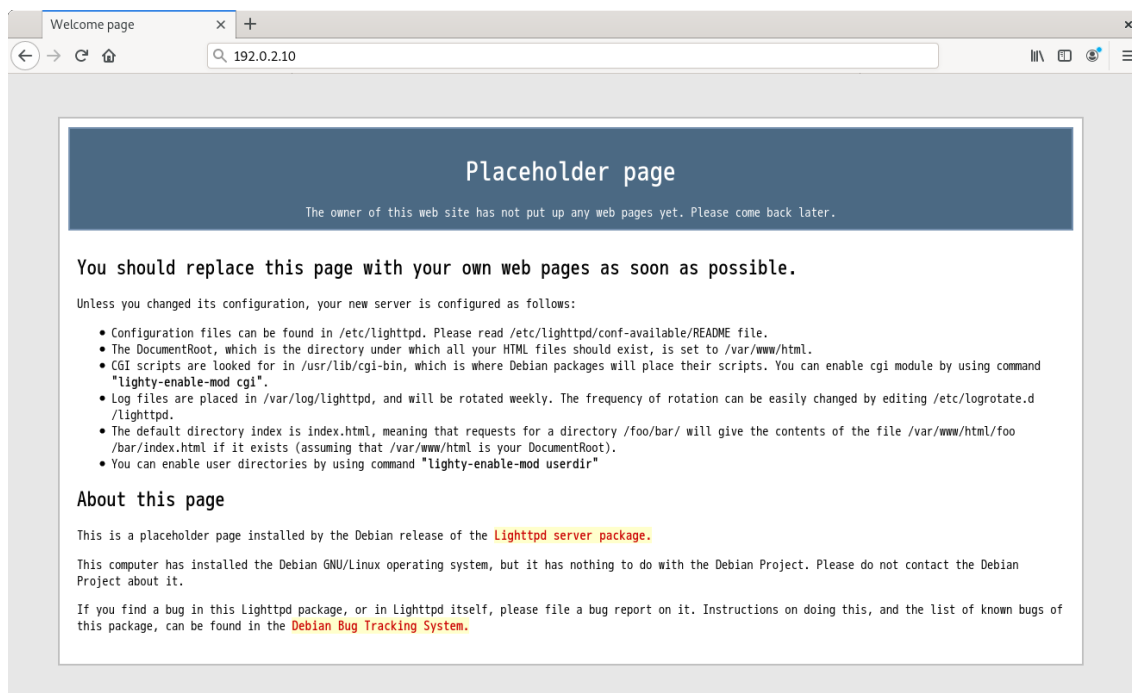 Welcome page
192.0.2.10
Placeholder page
The owner of this web site has not put up any web pages yet. Please come back later.
You should replace this page with your own web pages as soon as possible.
Unless you changed its configuration, your new server is configured as follows:
Configuration files can be found in /etc/lighttpd. Please read /etc/lighttpd/conf-available/README file.
The DocumentRoot, which is the directory under which all your HTML files should exist, is set to /var/www/html.
CGI scripts are looked for in /usr/lib/cgi-bin, which is where Debian packages will place their scripts. You can enable cgi module by using command
"lighty-enable-mod cgi".
Log files are placed in /var/log/lighttpd, and will be rotated weekly. The frequency of rotation can be easily changed by editing /etc/logrotate.d
/lighttpd.
The default directory index is index.html, meaning that requests for a directory /foo/bar/ will give the contents of the file /var/www/html/foo
/bar/index.html if it exists (assuming that /var/www/html is your DocumentRoot).
You can enable user directories by using command "lighty-enable-mod userdir"
About this page
This is a placeholder page installed by the Debian release of the Lighttpd server package.
This computer has installed the Debian GNU/Linux operating system, but it has nothing to do with the Debian Project. Please do not contact the Debian
Project about it.
If you find a bug in this Lighttpd package, or in Lighttpd itself, please file a bug report on it. Instructions on doing this, and the list of known bugs of
this package, can be found in the Debian Bug Tracking System.